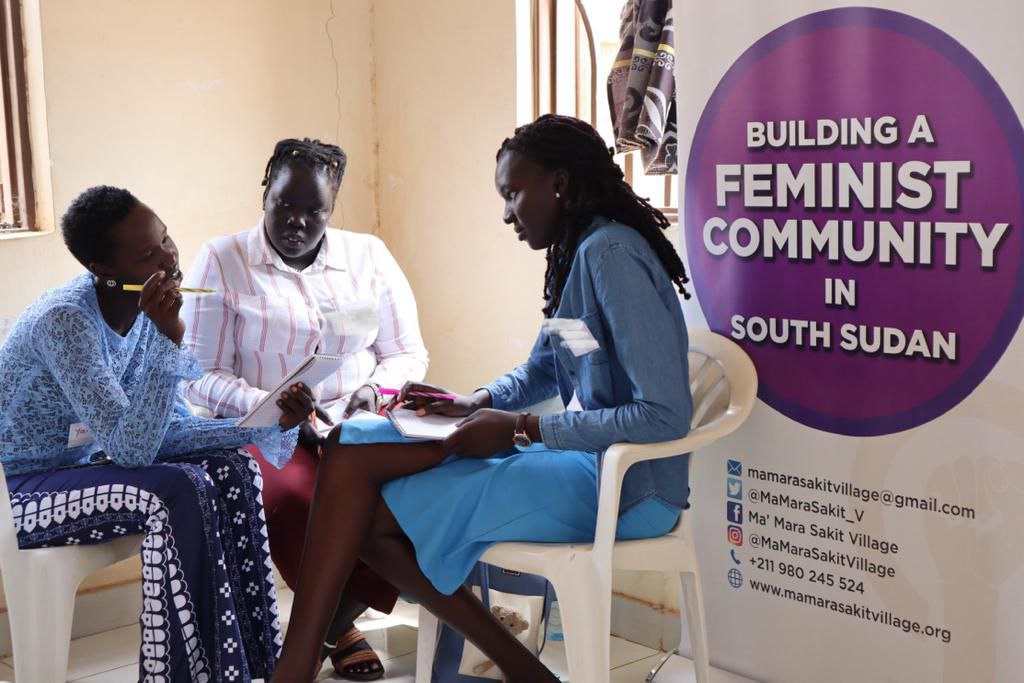 BUILDING A
FEMINIST
COMMUNITY
IN
SOUTH SUDAN
mamarasakitvillage@gmail.com
@MaMaraSakit_V
Ma' Mara Sakit Village
@MaMaraSakitVillage
+211 980 245 524
www.mamarasakitvillage.org